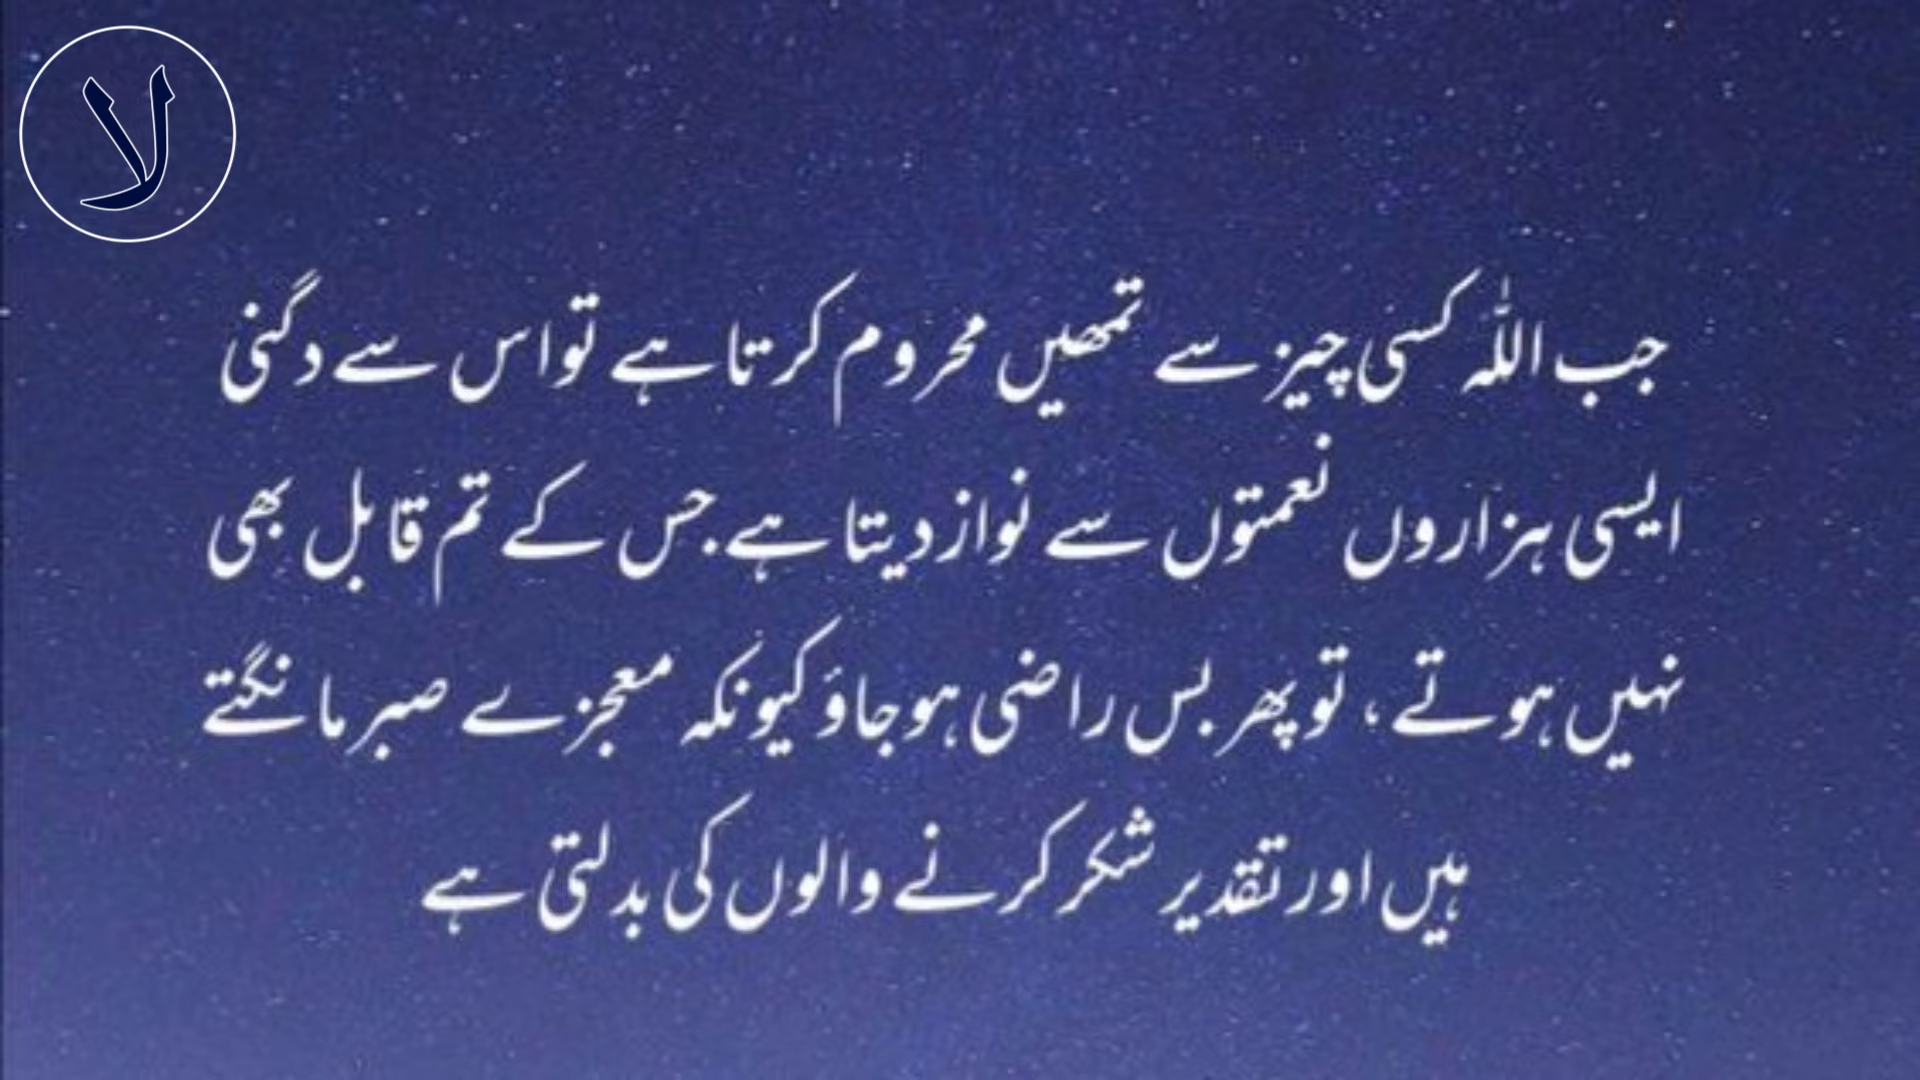 لا
جب اللہ کسی چیز سے تمھیں محروم کرتا ہے تو اس سے دگنی
ایسی ہزاروں نعمتوں سے نواز دیتا ہے۔ جس کے تم قابل بھی
نہیں ہوتے، تو پھر بس راضی ہوجاؤ کیونکہ معجزے صبر مانگتے
ہیں اور تقدیر شکر کرنے والوں کی بدلتی ہے